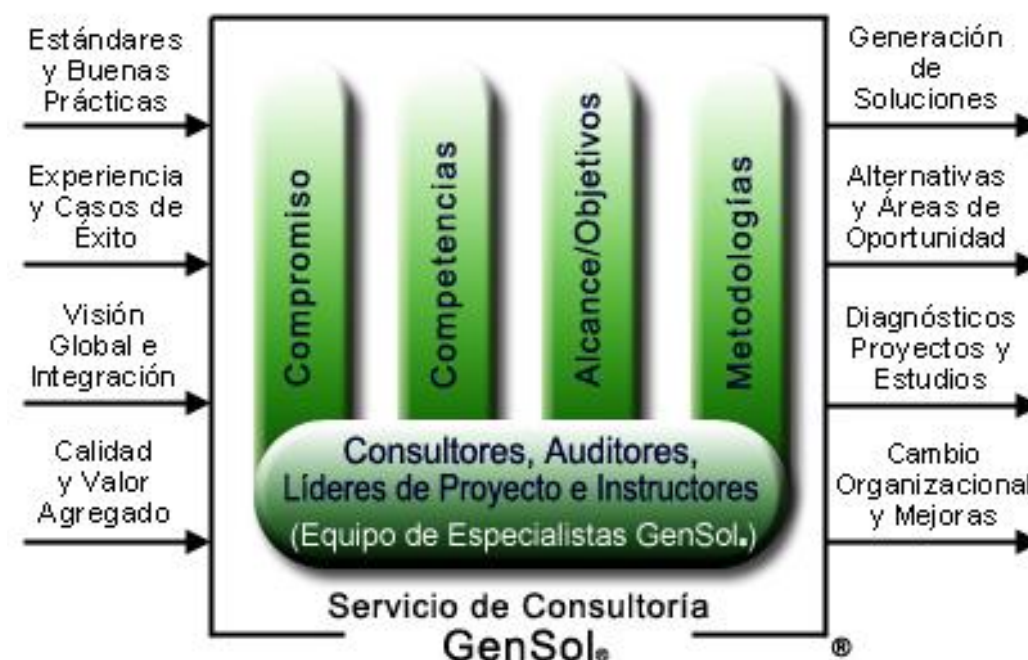 Estándares
y Buenas
Prácticas
Experiencia
y Casos de
Éxito
Visión
Global e
Integración
Calidad
y Valor
Agregado
Compromiso
Competencias
Alcance/Objetivos
Metodologías
Consultores, Auditores,
Líderes de Proyecto e Instructores
(Equipo de Especialistas GenSol.)
Servicio de Consultoría
GenSol®
®
Generación
de
Soluciones
Alternativas
y Áreas de
Oportunidad
Diagnósticos
Proyectos y
Estudios
Cambio
Organizacional
y Mejoras